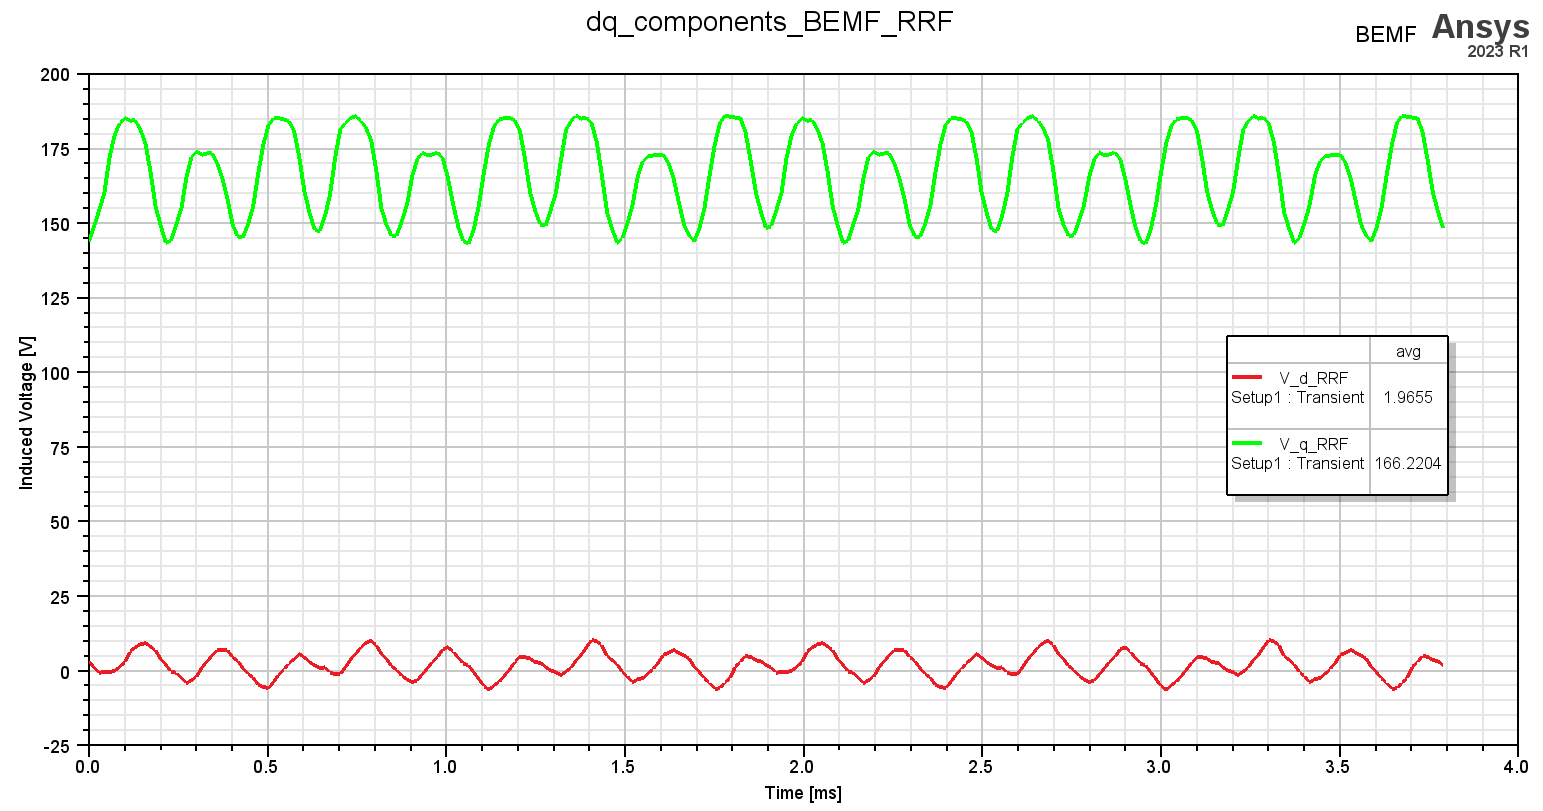 dq_components_BEMF_RRF
BEMF Ansys
2023 R1
200
175
150
125
100
75
50
25
0
-25
Induced Voltage [V]
0.0 0.5 1.0 1.5 2.0 2.5 3.0 3.5 4.0
Time [ms]
avg
V_d_RRF
Setup1 : Transient 1.9655
V_q_RRF
Setup1 : Transient 166.2204